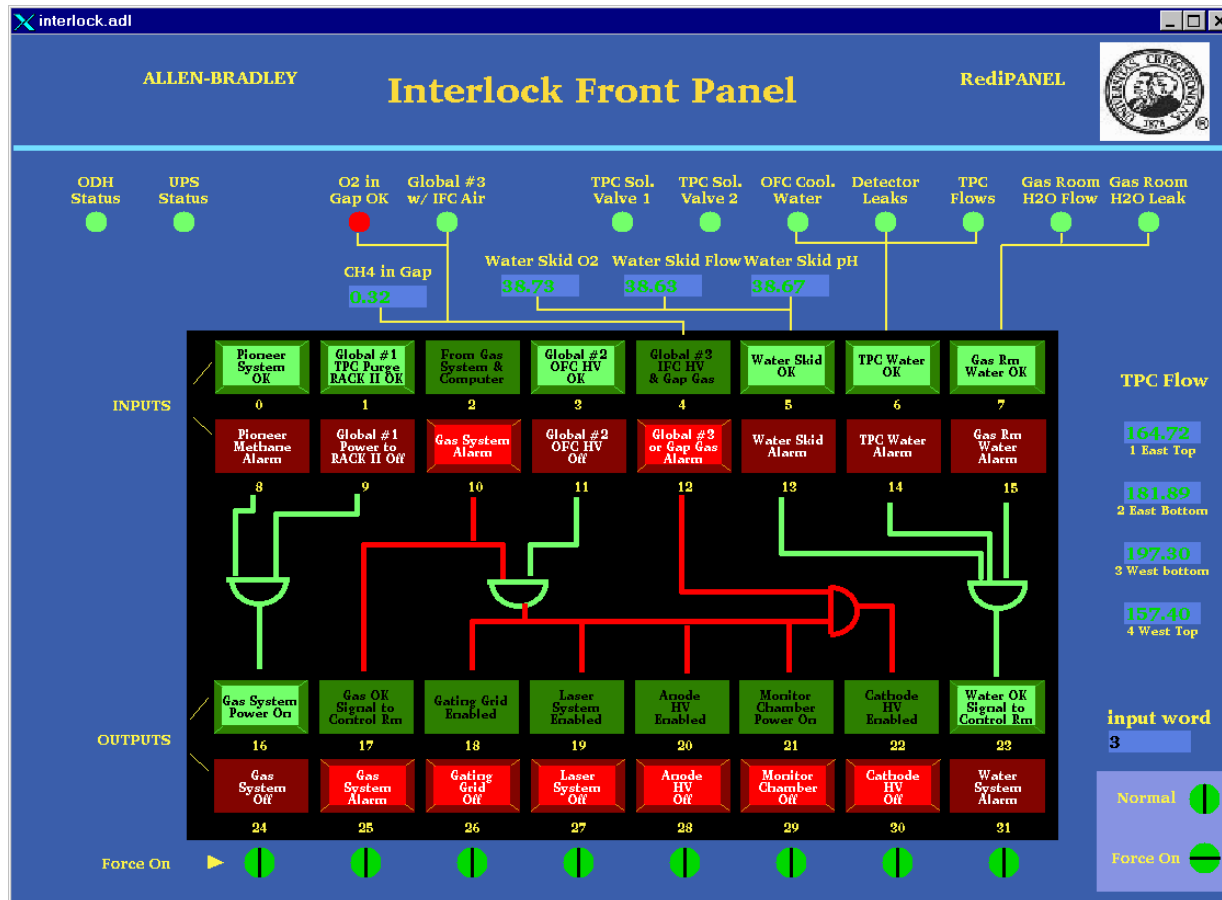 interlock.adl
ALLEN-BRADLEY
Interlock Front Panel
RediPANEL
1878
®
ODH
Status
UPS
Status
O2 in
Gap OK
Global #3
w/ IFC Air
TPC Sol.
Valve 1
TPC Sol.
Valve 2
OFC Cool.
Water
Detector
Leaks
TPC
Flows
Gas Room
H2O Flow
Gas Room
H2O Leak
CH4 in Gap
0.32
Water Skid O2
38.73
Water Skid Flow
38.63
Water Skid pH
38.67
INPUTS
Pioneer
System
OK
0
Global #1
TPC Purge
RACK II OK
1
From Gas
System &
Computer
2
Global #2
OFC HV
OK
3
Global #3
IFC HV
& Gap Gas
4
Water Skid
OK
5
TPC Water
OK
6
Gas Rm
Water OK
7
Pioneer
Methane
Alarm
8
Global #1
Power to
RACK II Off
9
Gas System
Alarm
10
Global #2
OFC HV
Off
11
Global #3
or Gap Gas
Alarm
12
Water Skid
Alarm
13
TPC Water
Alarm
14
Gas Rm
Water
Alarm
15
TPC Flow
164.72
1 East Top
181.89
2 East Bottom
197.30
3 West bottom
157.40
4 West Top
OUTPUTS
Gas System
Power On
16
Gas OK
Signal to
Control Rm
17
Gating Grid
Enabled
18
Laser
System
Enabled
19
Anode
HV
Enabled
20
Monitor
Chamber
Power On
21
Cathode
HV
Enabled
22
Water OK
Signal to
Control Rm
23
Gas
System
Off
24
Gas
System
Alarm
25
Gating
Grid
Off
26
Laser
System
Off
27
Anode
HV
Off
28
Monitor
Chamber
Off
29
Cathode
HV
Off
30
Water
System
Alarm
31
input word
3
Normal
Force On
Force On